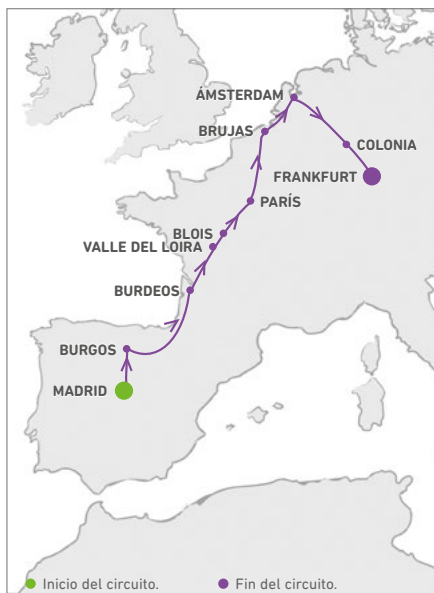 ÁMSTERDAM
BRUJAS
COLONIA
FRANKFURT
PARÍS
BLOIS
VALLE DEL LOIRA
BURDEOS
BURGOS
MADRID
Inicio del circuito.
Fin del circuito.